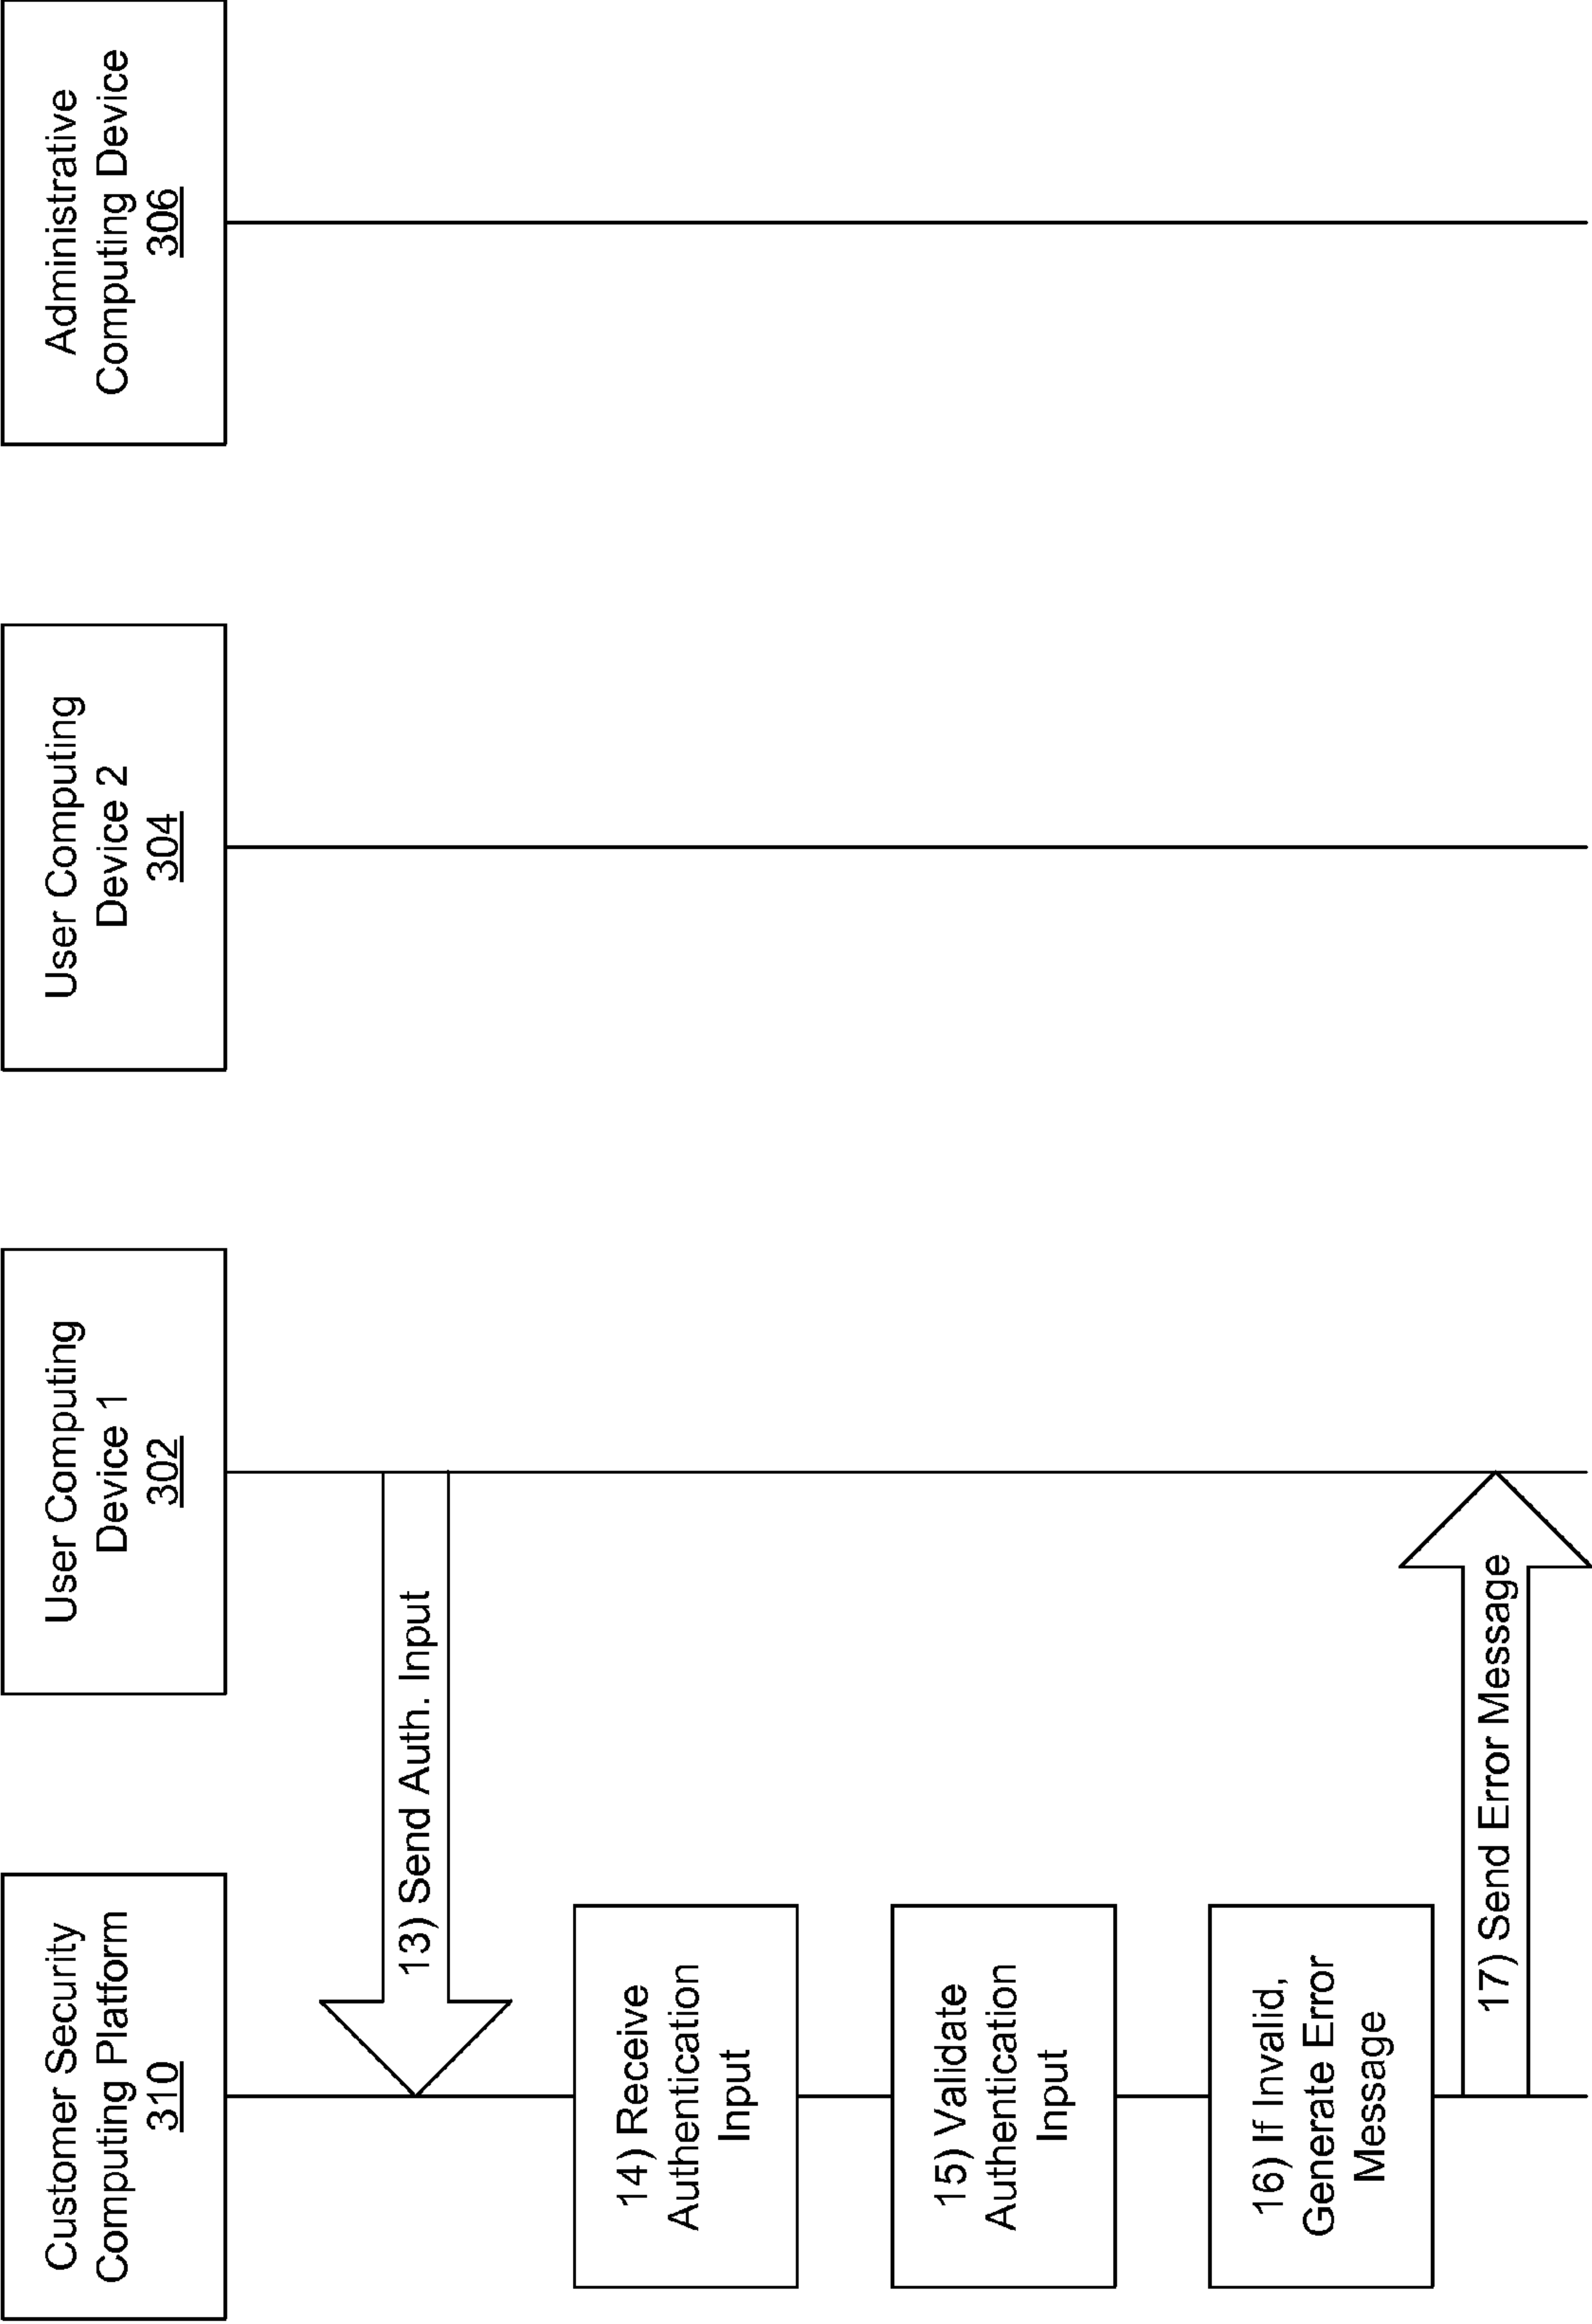 Customer Security
Computing Platform
310
User Computing
Device 1
302
User Computing
Device 2
304
Administrative
Computing Device
306
13) Send Auth. Input
14) Receive
Authentication
Input
15) Validate
Authentication
Input
16) If Invalid,
Generate Error
Message
17) Send Error Message